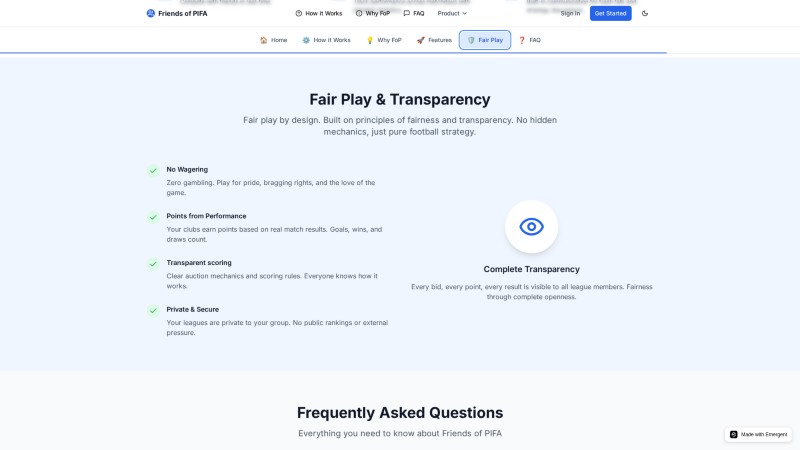 Friends of PIFA
How it Works
Why FoP
FAQ
Product
Sign In
Get Started
🏠 Home
⚙️ How it Works
💡 Why FoP
🚀 Features
🛡️ Fair Play
❓ FAQ
Fair Play & Transparency
Fair play by design. Built on principles of fairness and transparency. No hidden
mechanics, just pure football strategy.
No Wagering
Zero gambling. Play for pride, bragging rights, and the love of the
game.
Points from Performance
Your clubs earn points based on real match results. Goals, wins, and
draws count.
Transparent scoring
Clear auction mechanics and scoring rules. Everyone knows how it
works.
Private & Secure
Your leagues are private to your group. No public rankings or external
pressure.
Complete Transparency
Every bid, every point, every result is visible to all league members. Fairness
through complete openness.
Frequently Asked Questions
Everything you need to know about Friends of PIFA
Made with Emergent